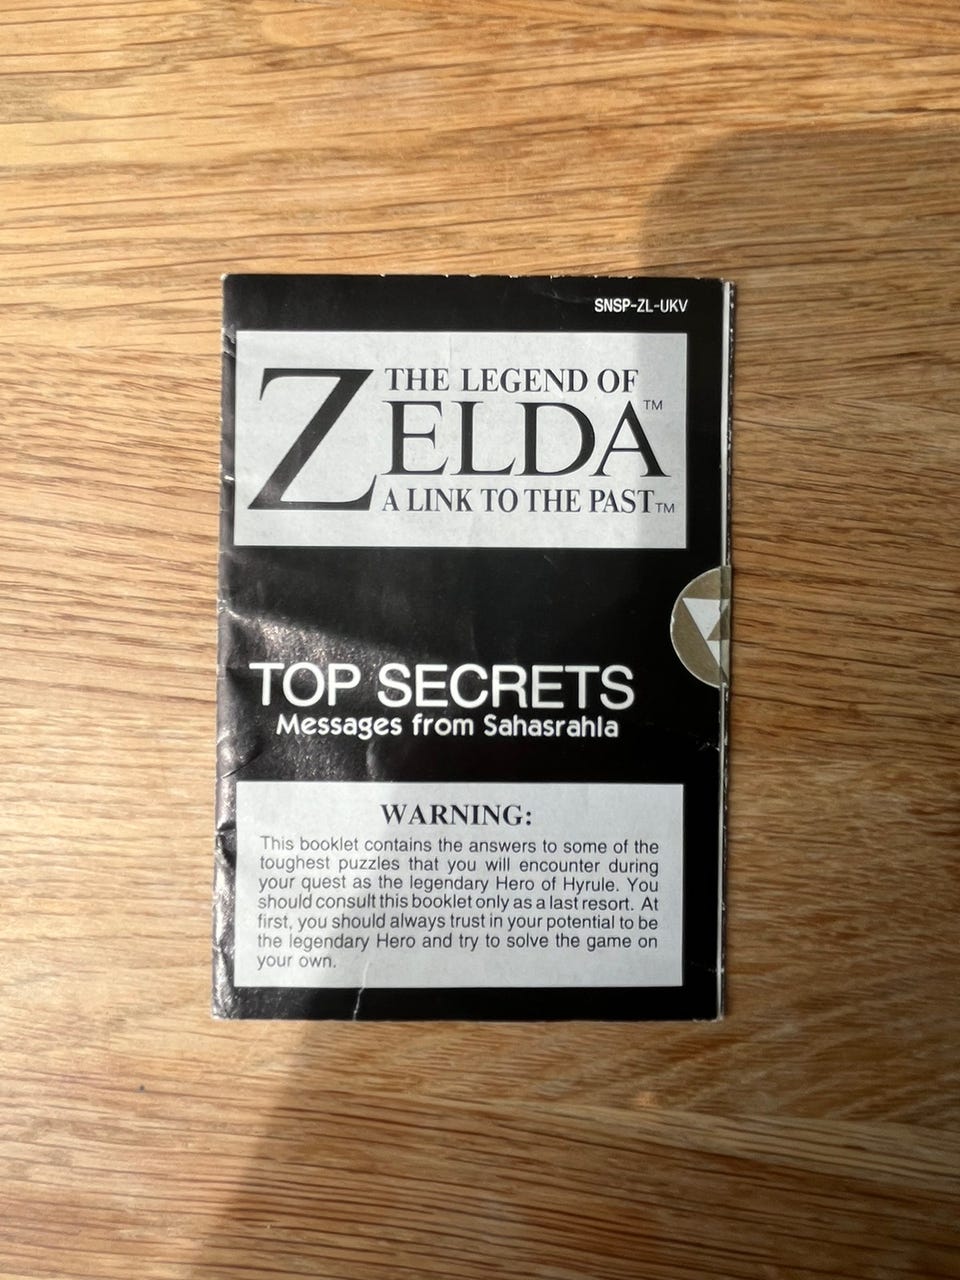 SNSP-ZL-UKV
THE LEGEND OF
ZELDA™
A LINK TO THE PAST™
TOP SECRETS
Messages from Sahasrahla
WARNING:
This booklet contains the answers to some of the
toughest puzzles that you will encounter during
your quest as the legendary Hero of Hyrule. You
should consult this booklet only as a last resort. At
first, you should always trust in your potential to be
the legendary Hero and try to solve the game on
your own.